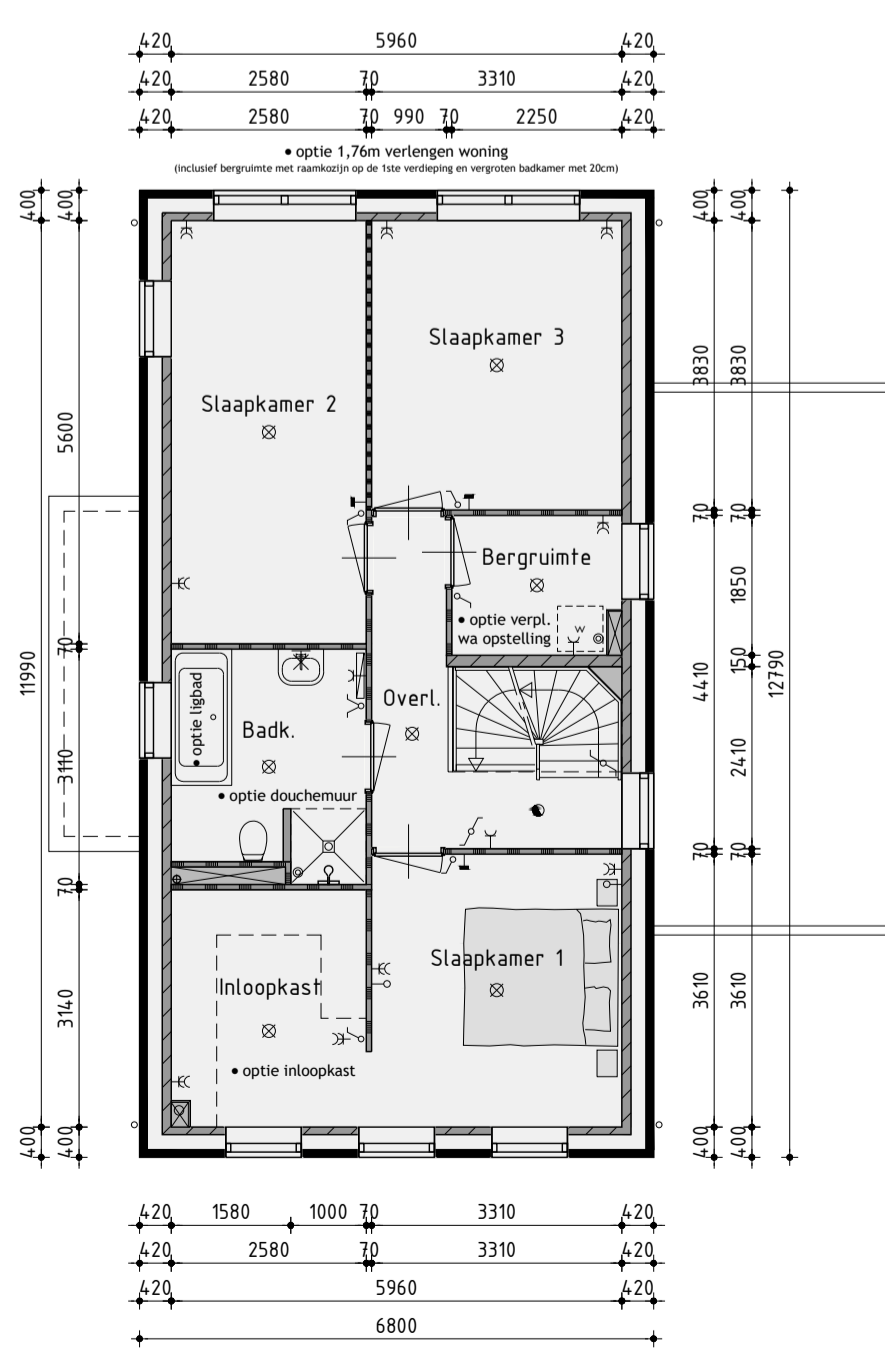 420 5960 420
420 2580 70 3310 420
420 2580 70 990 70 2250 420
• optie 1,76m verlengen woning
(inclusief bergruimte met raamkozijn op de 1ste verdieping en vergroten badkamer met 20cm)
400 400 400 400
Slaapkamer 3
3830 3830
Slaapkamer 2
5600
70 70
Bergruimte
1850
• optie verpl.
wa opstelling
w
70
150
11990
4410
12790
Overl.
• optie ligbad
Badk.
2410
3110
• optie douchemuur
70 70
70
Slaapkamer 1
Inloopkast
3140
3610 3610
• optie inloopkast
400 400 400 400
420 1580 1000 70 3310 420
420 2580 70 3310 420
420 5960 420
6800